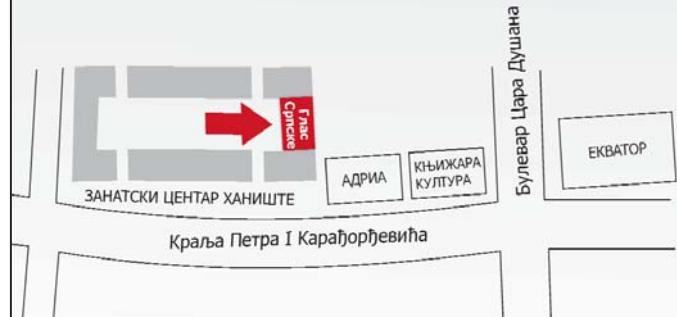 Булевар Цара Душана
Глас
Српске
ЕКВАТОР
АДРИА
КЊИЖАРА
КУЛТУРА
ЗАНАТСКИ ЦЕНТАР ХАНИШТЕ
Краља Петра I Карађорђевића